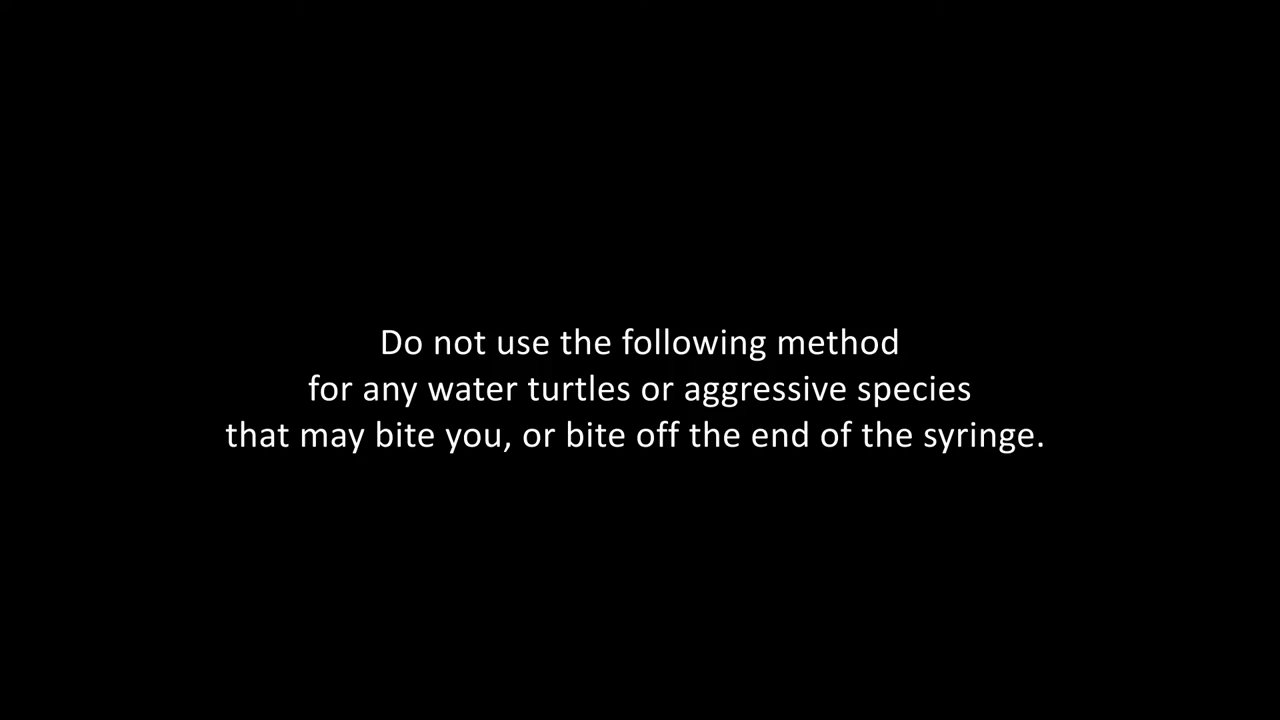 Do not use the following method
for any water turtles or aggressive species
that may bite you, or bite off the end of the syringe.